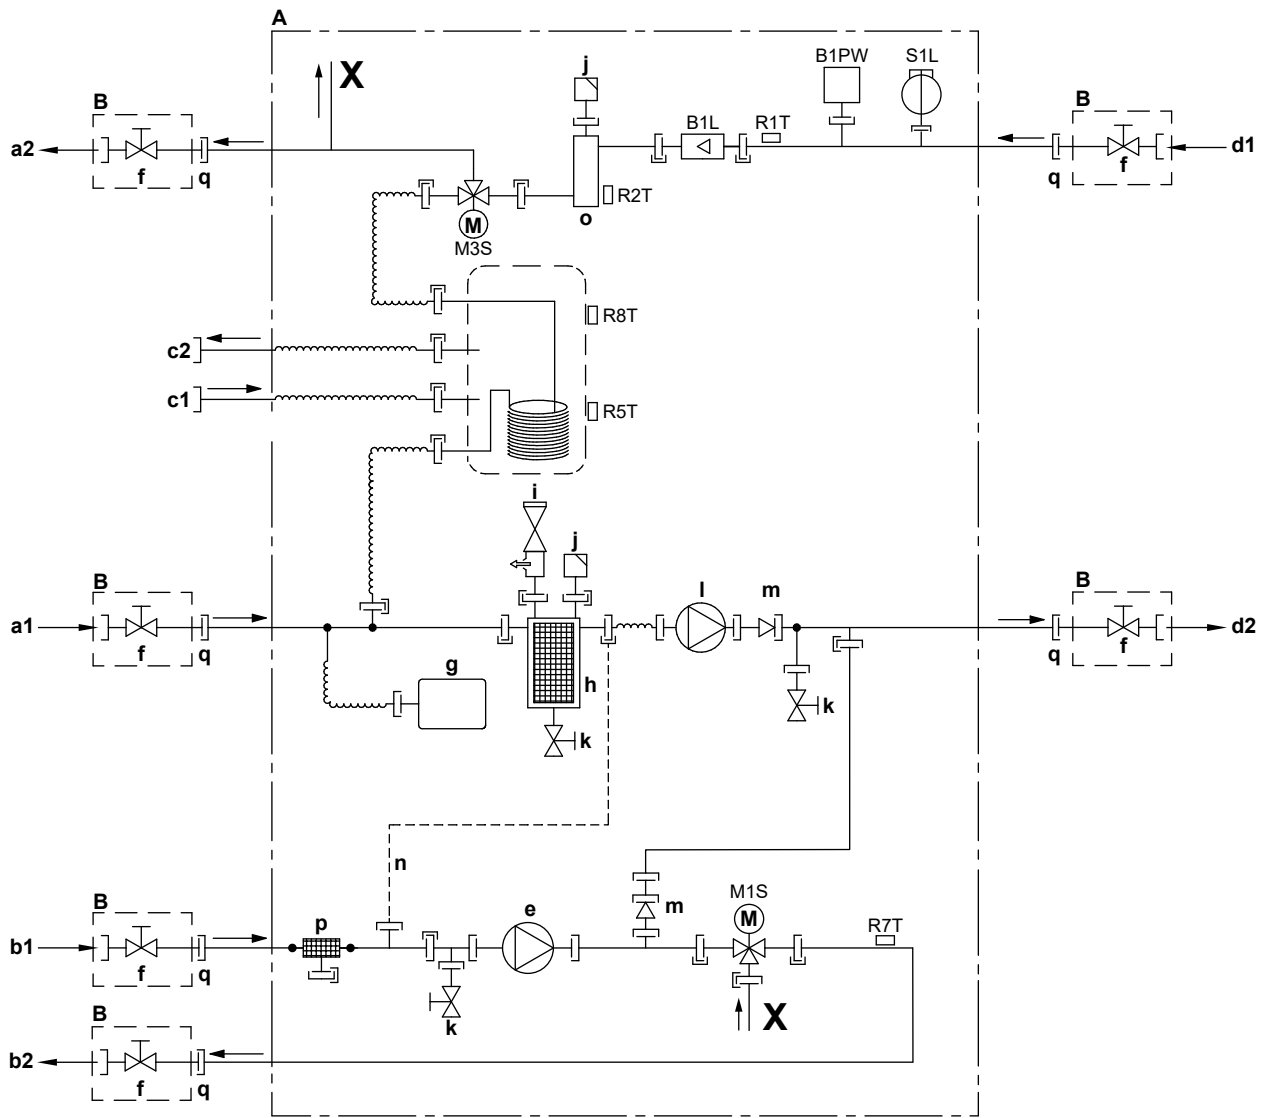 A
X
j
B1PW
S1L
B
B
a2
B1L
R1T
d1
f
q
q
f
R2T
M
o
M3S
R8T
c2
c1
R5T
i
j
B
l
m
B
a1
d2
f
q
q
f
g
h
k
k
n
B
p
e
m
M1S
M
R7T
b1
f
q
k
X
B
b2
f
q